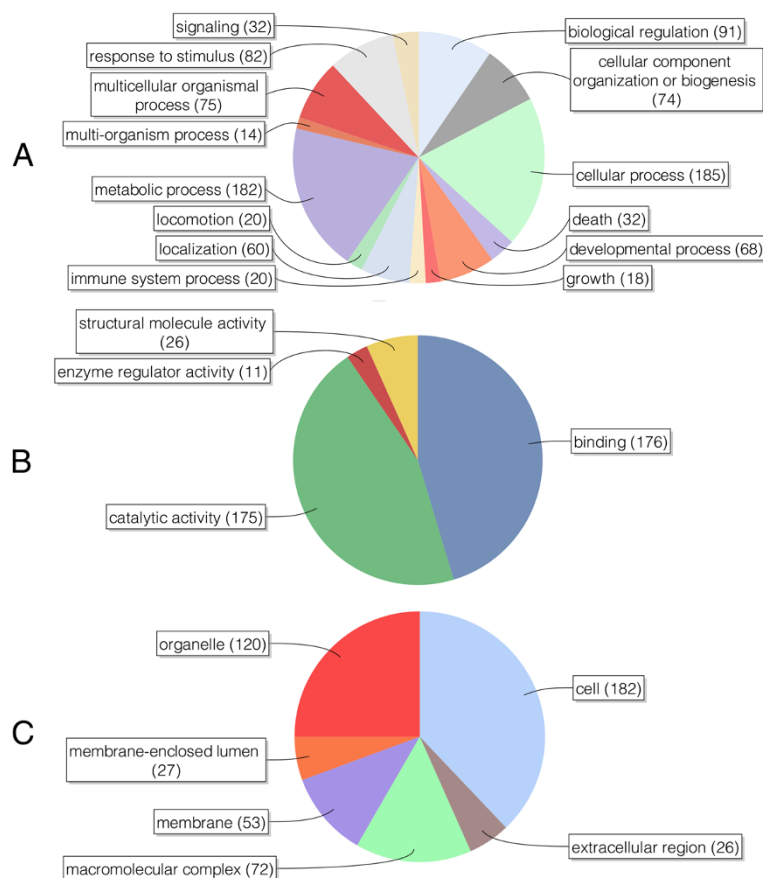 A
signaling (32)
response to stimulus (82)
multicellular organismal
process (75)
multi-organism process (14)
metabolic process (182)
locomotion (20)
localization (60)
immune system process (20)
biological regulation (91)
cellular component
organization or biogenesis
(74)
cellular process (185)
death (32)
developmental process (68)
growth (18)
B
structural molecule activity
(26)
enzyme regulator activity (11)
catalytic activity (175)
binding (176)
C
organelle (120)
membrane-enclosed lumen
(27)
membrane (53)
macromolecular complex (72)
cell (182)
extracellular region (26)